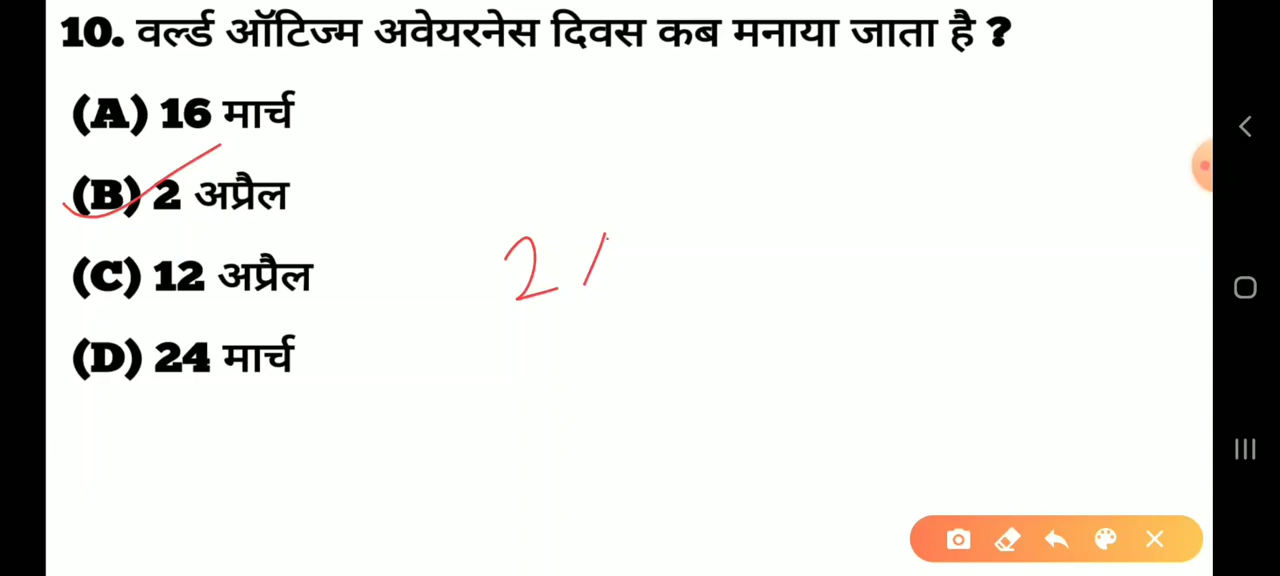 10. वर्ल्ड ऑटिज्म अवेयरनेस दिवस कब मनाया जाता है ?
(A) 16 मार्च
(B) 2 अप्रैल
(C) 12 अप्रैल
2 /
(D) 24 मार्च